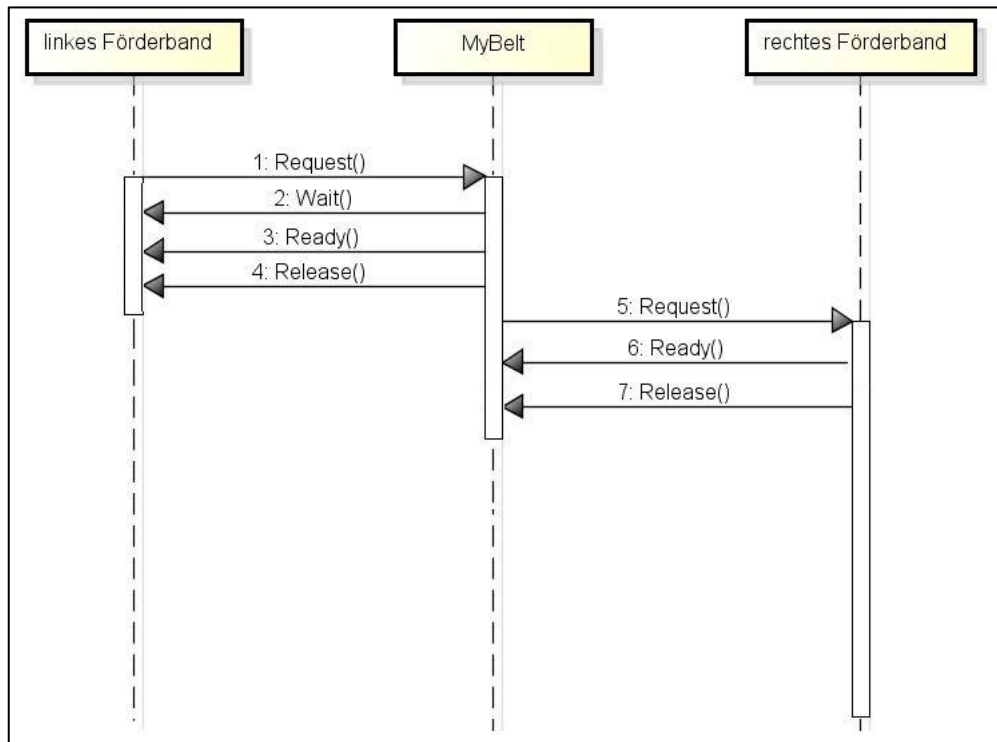 linkes Förderband
MyBelt
rechtes Förderband
1: Request()
2: Wait()
3: Ready()
4: Release()
5: Request()
6: Ready()
7: Release()